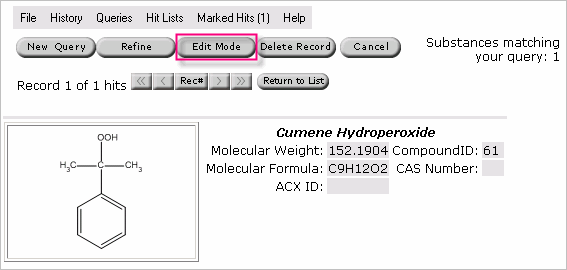 File History Queries Hit Lists Marked Hits (1) Help
New Query Refine Edit Mode Delete Record Cancel
Substances matching
your query: 1
Record 1 of 1 hits << < Rec# > >> Return to List
Cumene Hydroperoxide
Molecular Weight: 152.1904 CompoundID: 61
Molecular Formula: C9H12O2 CAS Number:
ACX ID:
OOH
H3C C CH3